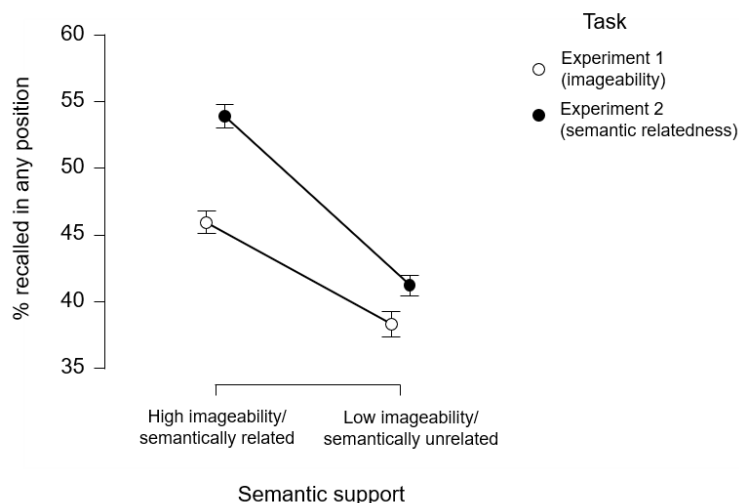 60
55
50
45
40
35
% recalled in any position
High imageability/
semantically related
Low imageability/
semantically unrelated
Semantic support
Task
Experiment 1
(imageability)
Experiment 2
(semantic relatedness)